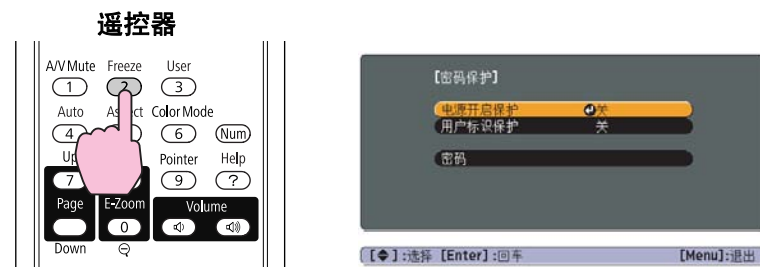 遥控器
A/V Mute Freeze User
1 2 3
Auto Color Mode
4 6 Num
Pointer Help
7 9 ?
Page E-Zoom Volume
0
Down
【密码保护】
电源开启保护 关
用户标识保护 关
密码
[ ]:选择 [Enter]:回车 [Menu]:退出